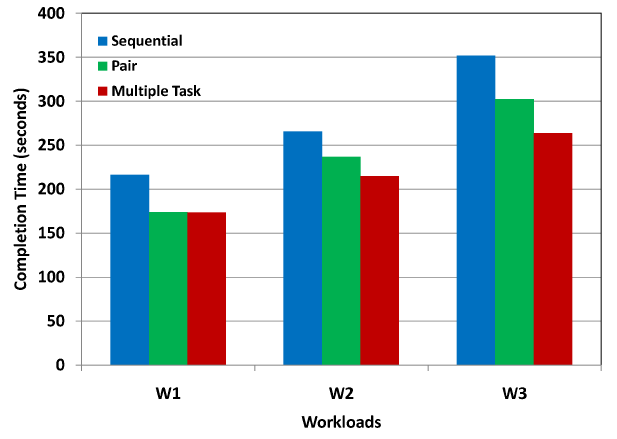 400
350
300
250
200
150
100
50
0
Completion Time (seconds)
Sequential
Pair
Multiple Task
W1 W2 W3
Workloads